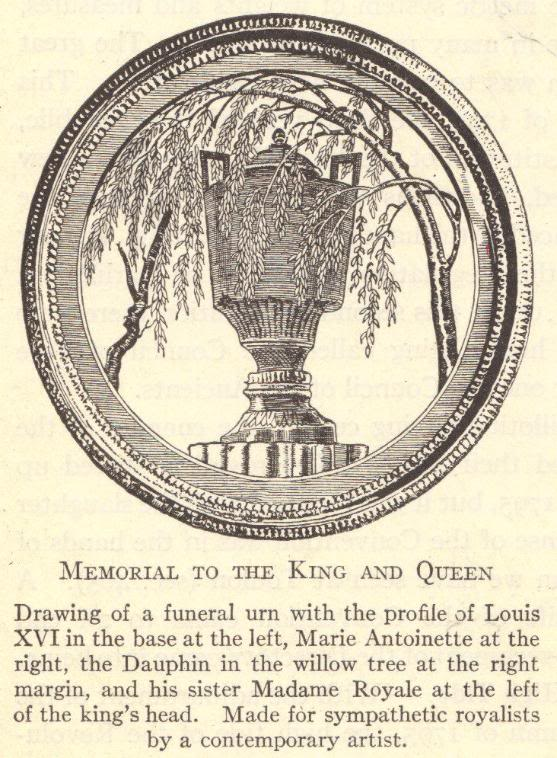 MEMORIAL TO THE KING AND QUEEN
Drawing of a funeral urn with the profile of Louis
XVI in the base at the left, Marie Antoinette at the
right, the Dauphin in the willow tree at the right
margin, and his sister Madame Royale at the left
of the king's head. Made for sympathetic royalists
by a contemporary artist.